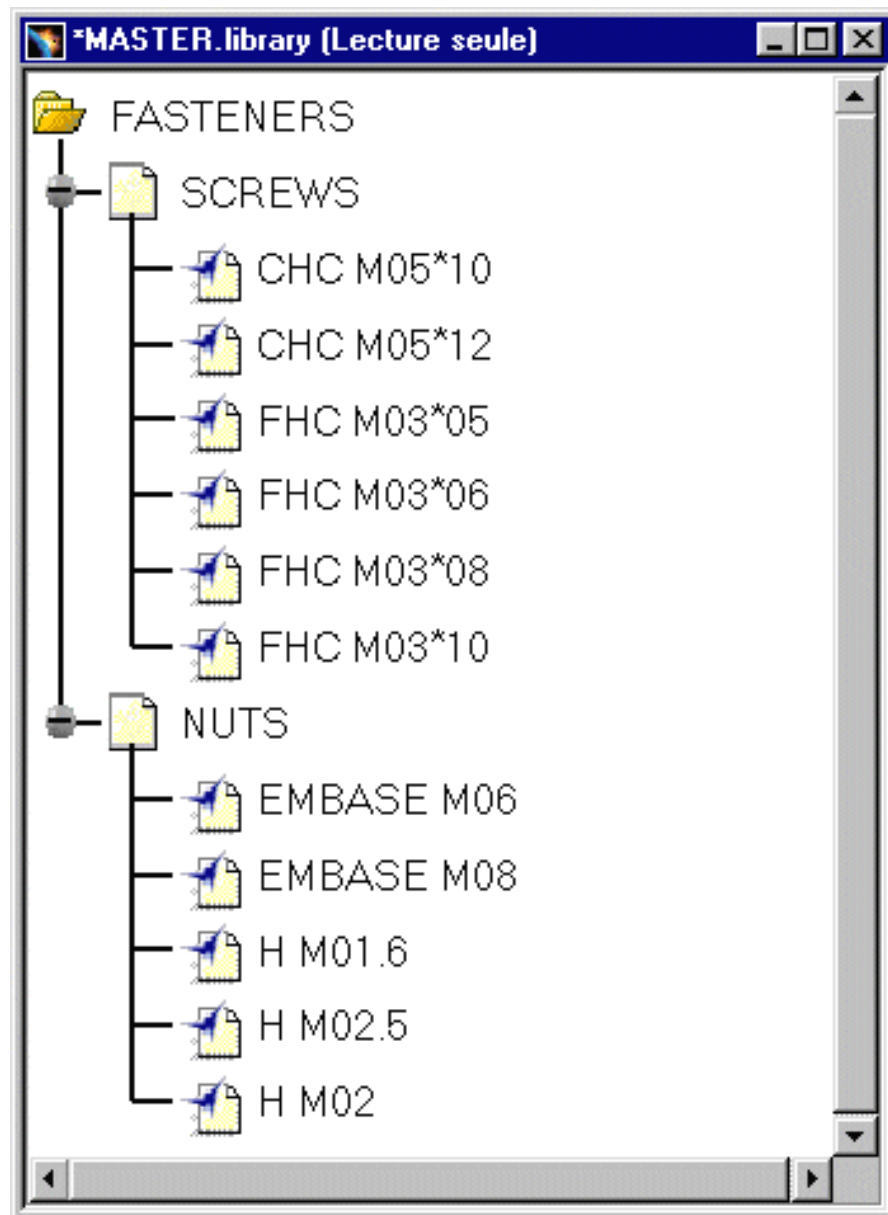 *MASTER.library (Lecture seule)
FASTENERS
SCREWS
CHC M05*10
CHC M05*12
FHC M03*05
FHC M03*06
FHC M03*08
FHC M03*10
NUTS
EMBASE M06
EMBASE M08
H M01.6
H M02.5
H M02